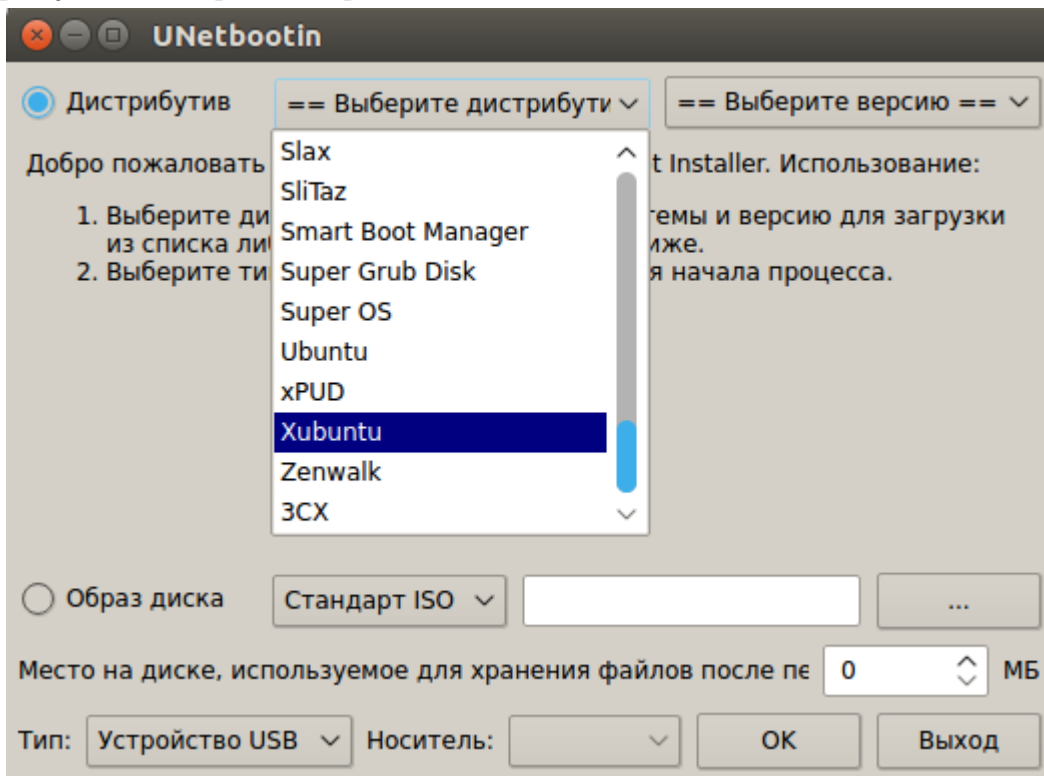 UNetbootin
Дистрибутив
== Выберите дистрибути
== Выберите версию ==
Добро пожаловать
t Installer. Использование:
1. Выберите ди
темы и версию для загрузки
из списка ли
иже.
2. Выберите ти
я начала процесса.
Slax
SliTaz
Smart Boot Manager
Super Grub Disk
Super OS
Ubuntu
xPUD
Xubuntu
Zenwalk
3CX
Образ диска
Стандарт ISO
...
Место на диске, используемое для хранения файлов после пе
0
МБ
Тип:
Устройство USB
Носитель:
OK
Выход